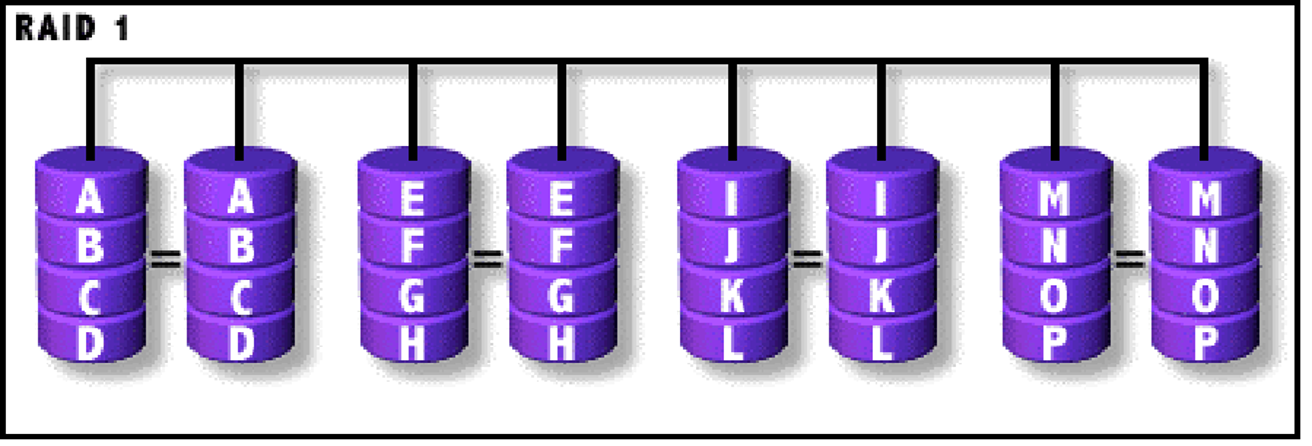 RAID 1
A A E E I I M M
B B F F J J N N
= = = =
C C G G K K O O
D D H H L L P P